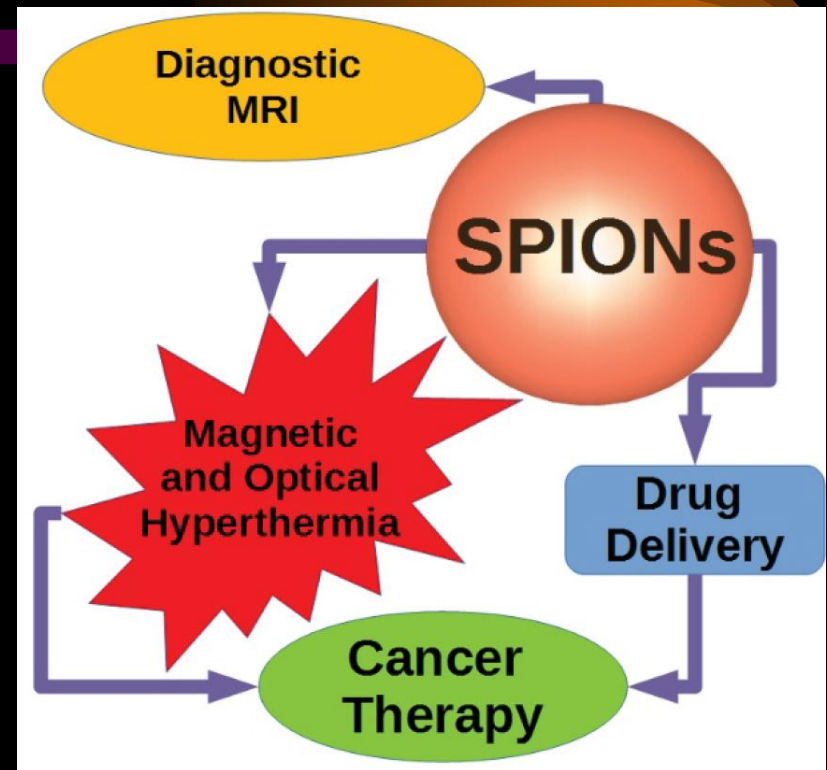 Diagnostic
MRI
SPIONs
Magnetic
and Optical
Hyperthermia
Drug
Delivery
Cancer
Therapy